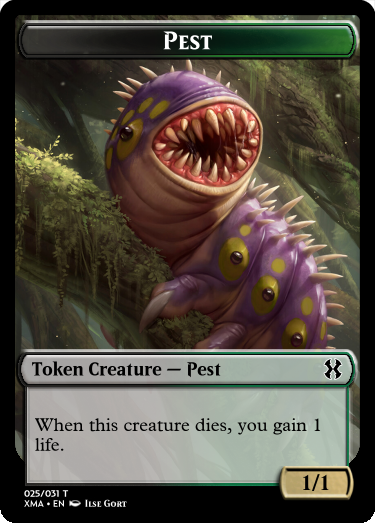 Pest
Token Creature — Pest
When this creature dies, you gain 1
life.
1/1
025/031 T
XMA • EN Ilse Gort